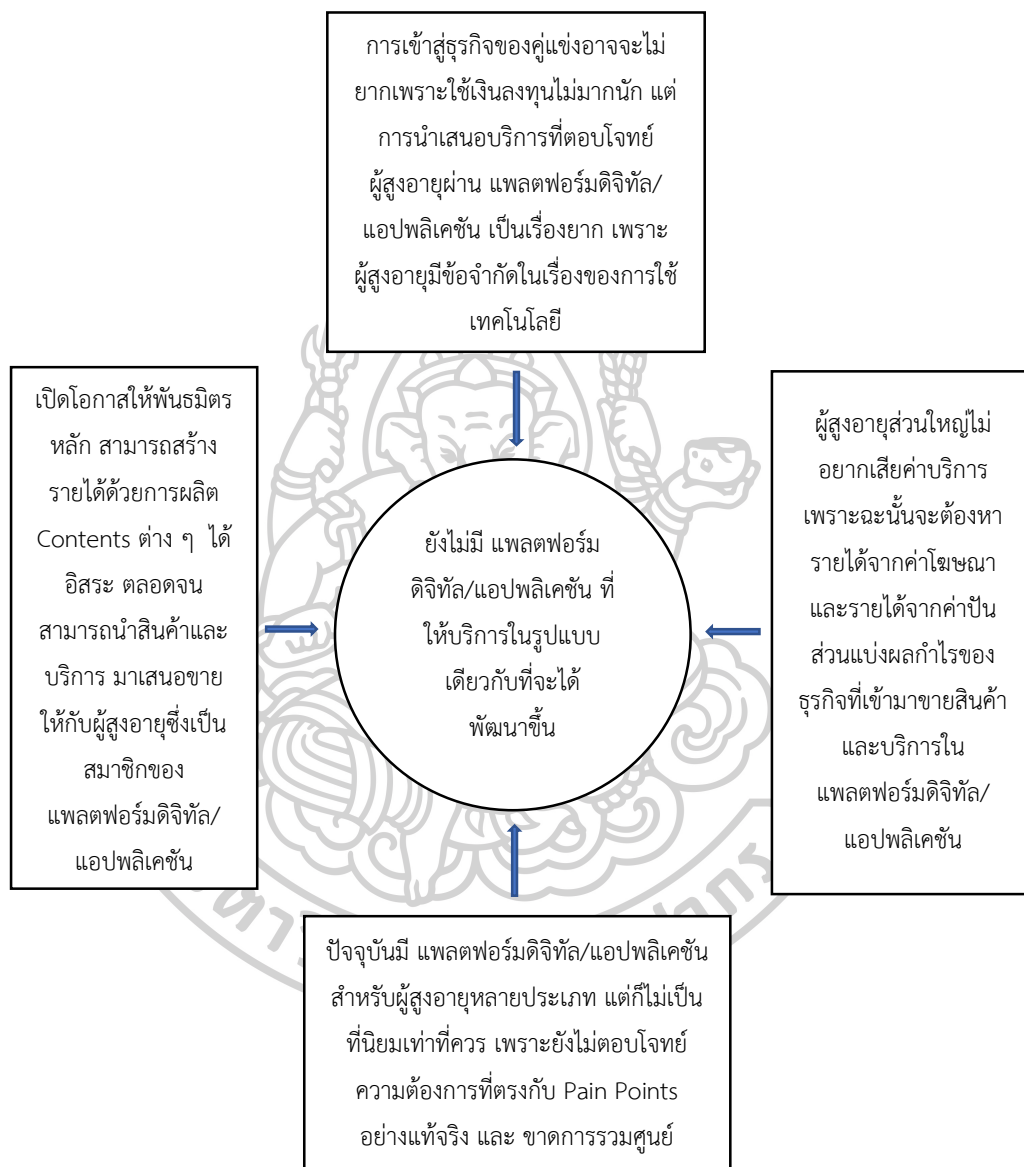 การเข้าสู่ธุรกิจของคู่แข่งอาจจะไม่
ยากเพราะใช้เงินลงทุนไม่มากนัก แต่
การนำเสนอบริการที่ตอบโจทย์
ผู้สูงอายุผ่าน แพลตฟอร์มดิจิทัล/
แอปพลิเคชัน เป็นเรื่องยาก เพราะ
ผู้สูงอายุมีข้อจำกัดในเรื่องของการใช้
เทคโนโลยี
เปิดโอกาสให้พันธมิตร
หลัก สามารถสร้าง
รายได้ด้วยการผลิต
Contents ต่าง ๆ ได้
อิสระ ตลอดจน
สามารถนำสินค้าและ
บริการ มาเสนอขาย
ให้กับผู้สูงอายุซึ่งเป็น
สมาชิกของ
แพลตฟอร์มดิจิทัล/
แอปพลิเคชัน
ยังไม่มี แพลตฟอร์ม
ดิจิทัล/แอปพลิเคชัน ที่
ให้บริการในรูปแบบ
เดียวกับที่จะได้
พัฒนาขึ้น
ผู้สูงอายุส่วนใหญ่ไม่
อยากเสียค่าบริการ
เพราะฉะนั้นจะต้องหา
รายได้จากค่าโฆษณา
และรายได้จากค่าปัน
ส่วนแบ่งผลกำไรของ
ธุรกิจที่เข้ามาขายสินค้า
และบริการใน
แพลตฟอร์มดิจิทัล/
แอปพลิเคชัน
ปัจจุบันมี แพลตฟอร์มดิจิทัล/แอปพลิเคชัน
สำหรับผู้สูงอายุหลายประเภท แต่ก็ไม่เป็น
ที่นิยมเท่าที่ควร เพราะยังไม่ตอบโจทย์
ความต้องการที่ตรงกับ Pain Points
อย่างแท้จริง และ ขาดการรวมศูนย์